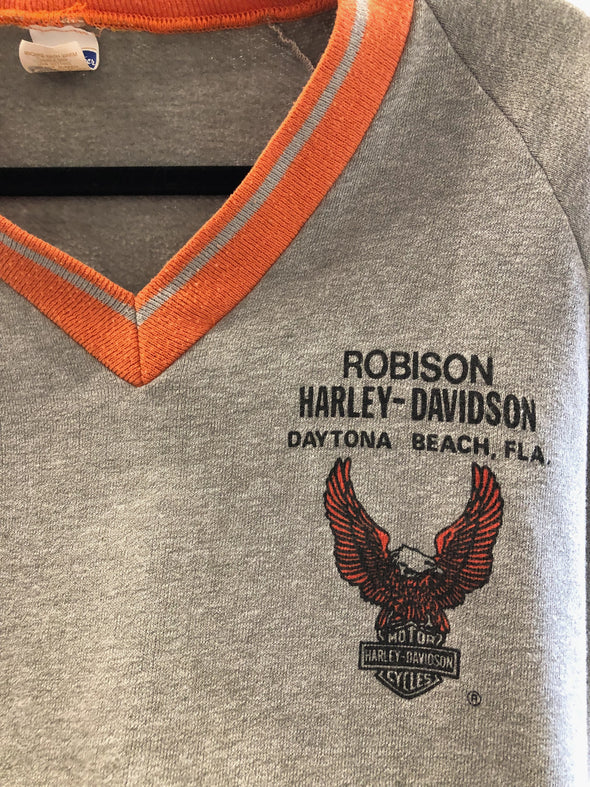 ROBISON
HARLEY-DAVIDSON
DAYTONA BEACH, FLA.
MOTOR
HARLEY-DAVIDSON
CYCLES
®